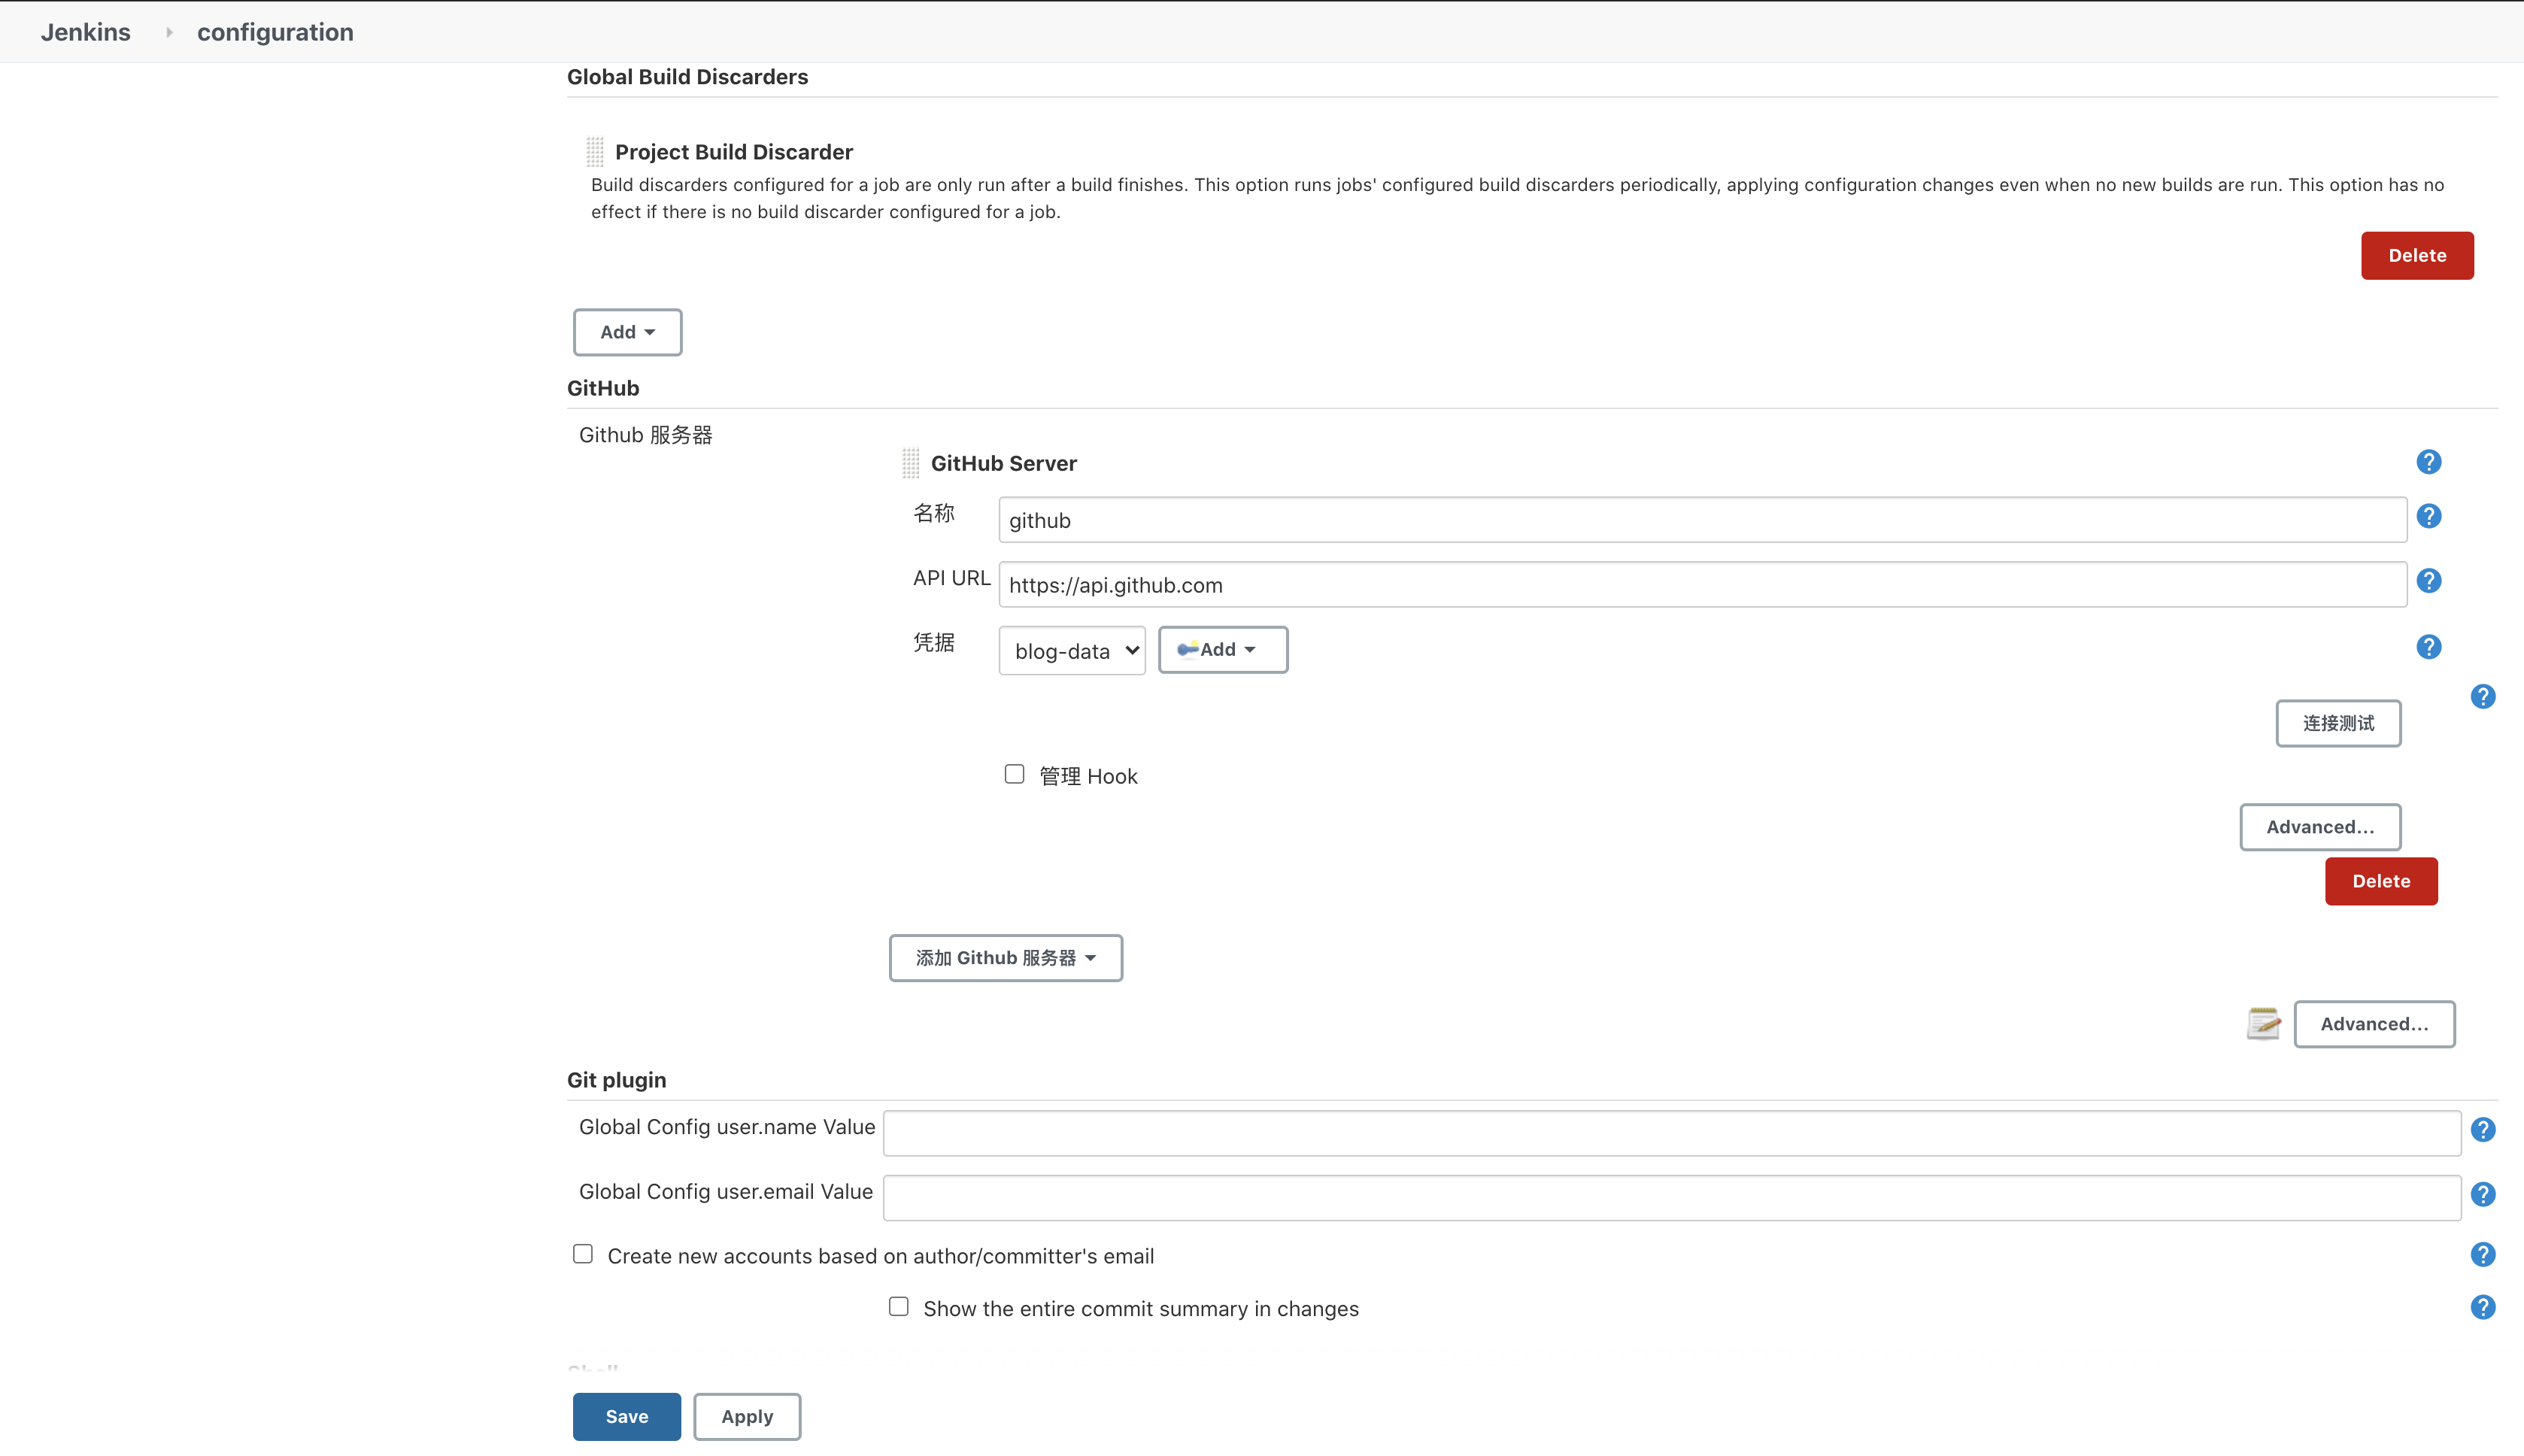 Jenkins configuration
Global Build Discarders
Project Build Discarder
Build discarders configured for a job are only run after a build finishes. This option runs jobs' configured build discarders periodically, applying configuration changes even when no new builds are run. This option has no
effect if there is no build discarder configured for a job.
Delete
Add
GitHub
Github 服务器
GitHub Server
名称 github
API URL https://api.github.com
凭据 blog-data Add
连接测试
管理 Hook
Advanced...
Delete
添加 Github 服务器
Advanced...
Git plugin
Global Config user.name Value
Global Config user.email Value
Create new accounts based on author/committer's email
Show the entire commit summary in changes
Shell
Save Apply